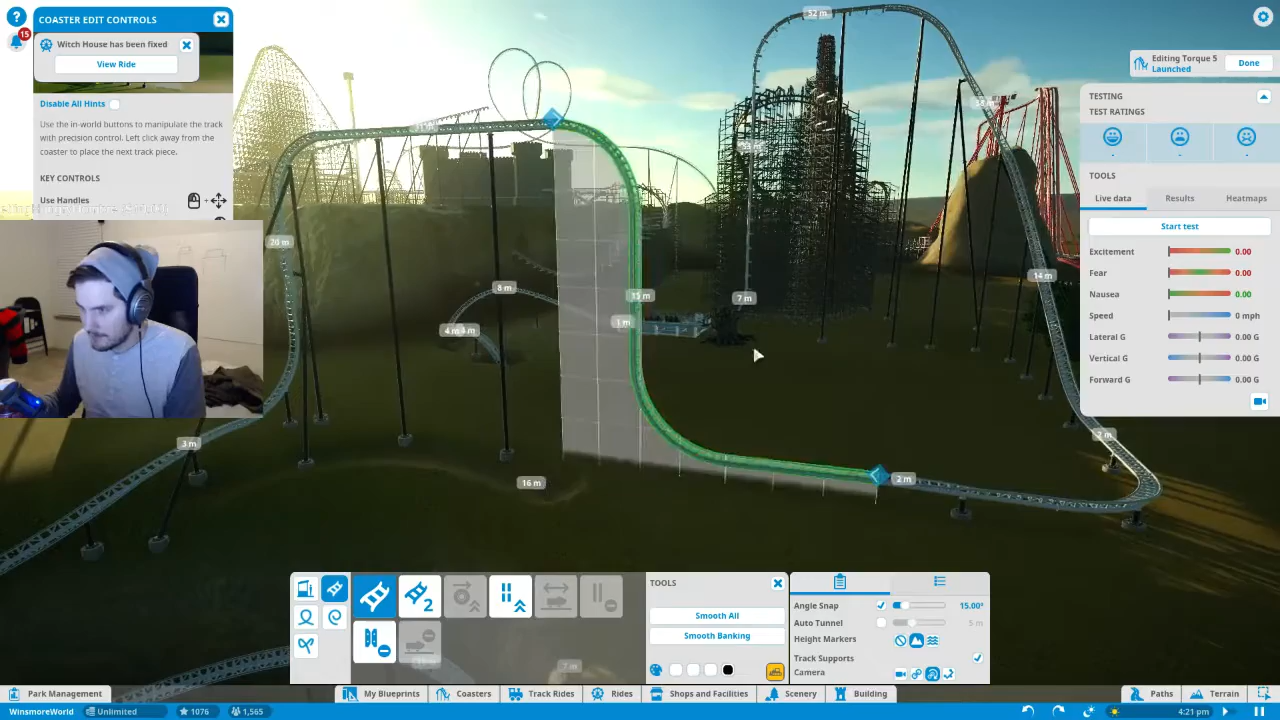 COASTER EDIT CONTROLS
15
Witch House has been fixed
View Ride
Disable All Hints
Use the in-world buttons to manipulate the track
with precision control. Left click away from the
coaster to place the next track piece.
KEY CONTROLS
Use Handles
52 m
20 m
8 m
15 m
1 m
7 m
14 m
3 m
16 m
2 m
2 m
Editing Torque 5
Launched
Done
TESTING
TEST RATINGS
- - -
TOOLS
Live data Results Heatmaps
Start test
Excitement 0.00
Fear 0.00
Nausea 0.00
Speed 0 mph
Lateral G 0.00 G
Vertical G 0.00 G
Forward G 0.00 G
2
7 m
TOOLS
Smooth All
Smooth Banking
Angle Snap 15.00°
Auto Tunnel 5 m
Height Markers
Track Supports
Camera
Park Management
My Blueprints
Coasters
Track Rides
Rides
Shops and Facilities
Scenery
Building
Paths
Terrain
WinsmoreWorld
Unlimited
1076
1,565
4:21 pm